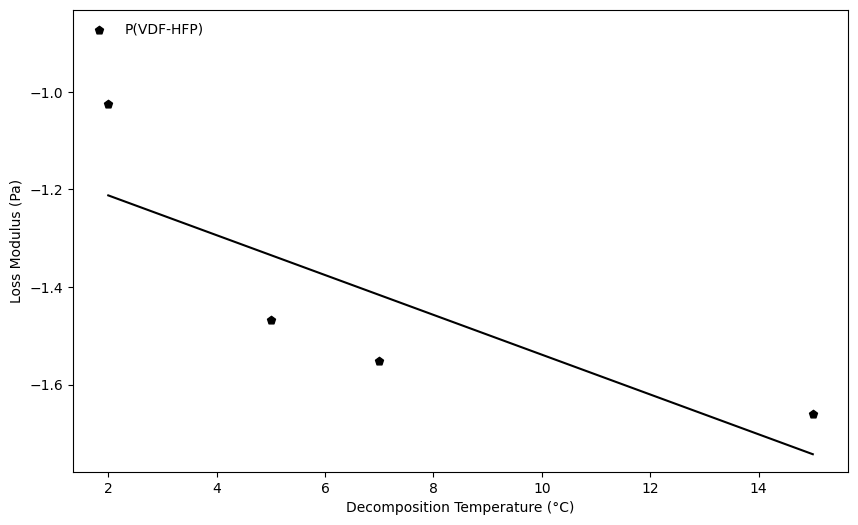 P(VDF-HFP)
−1.0
−1.2
−1.4
−1.6
Loss Modulus (Pa)
2 4 6 8 10 12 14
Decomposition Temperature (°C)